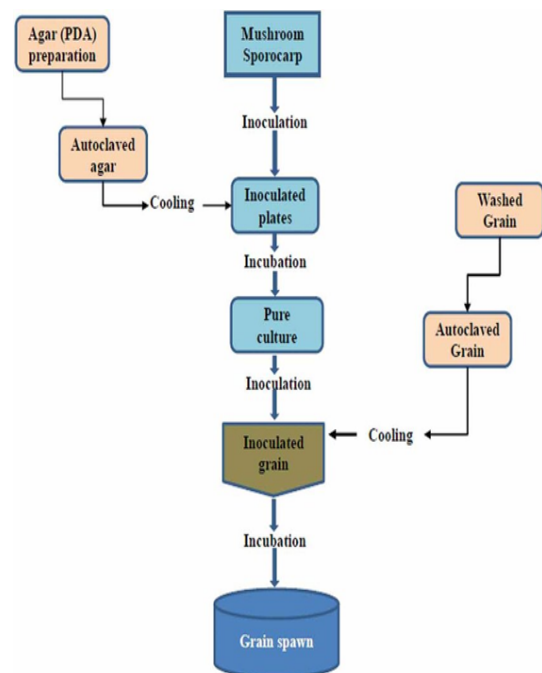 Agar (PDA)
preparation
Mushroom
Sporocarp
Inoculation
Autoclaved
agar
Cooling
Inoculated
plates
Washed
Grain
Incubation
Pure
culture
Autoclaved
Grain
Inoculation
Inoculated
grain
Cooling
Incubation
Grain spawn